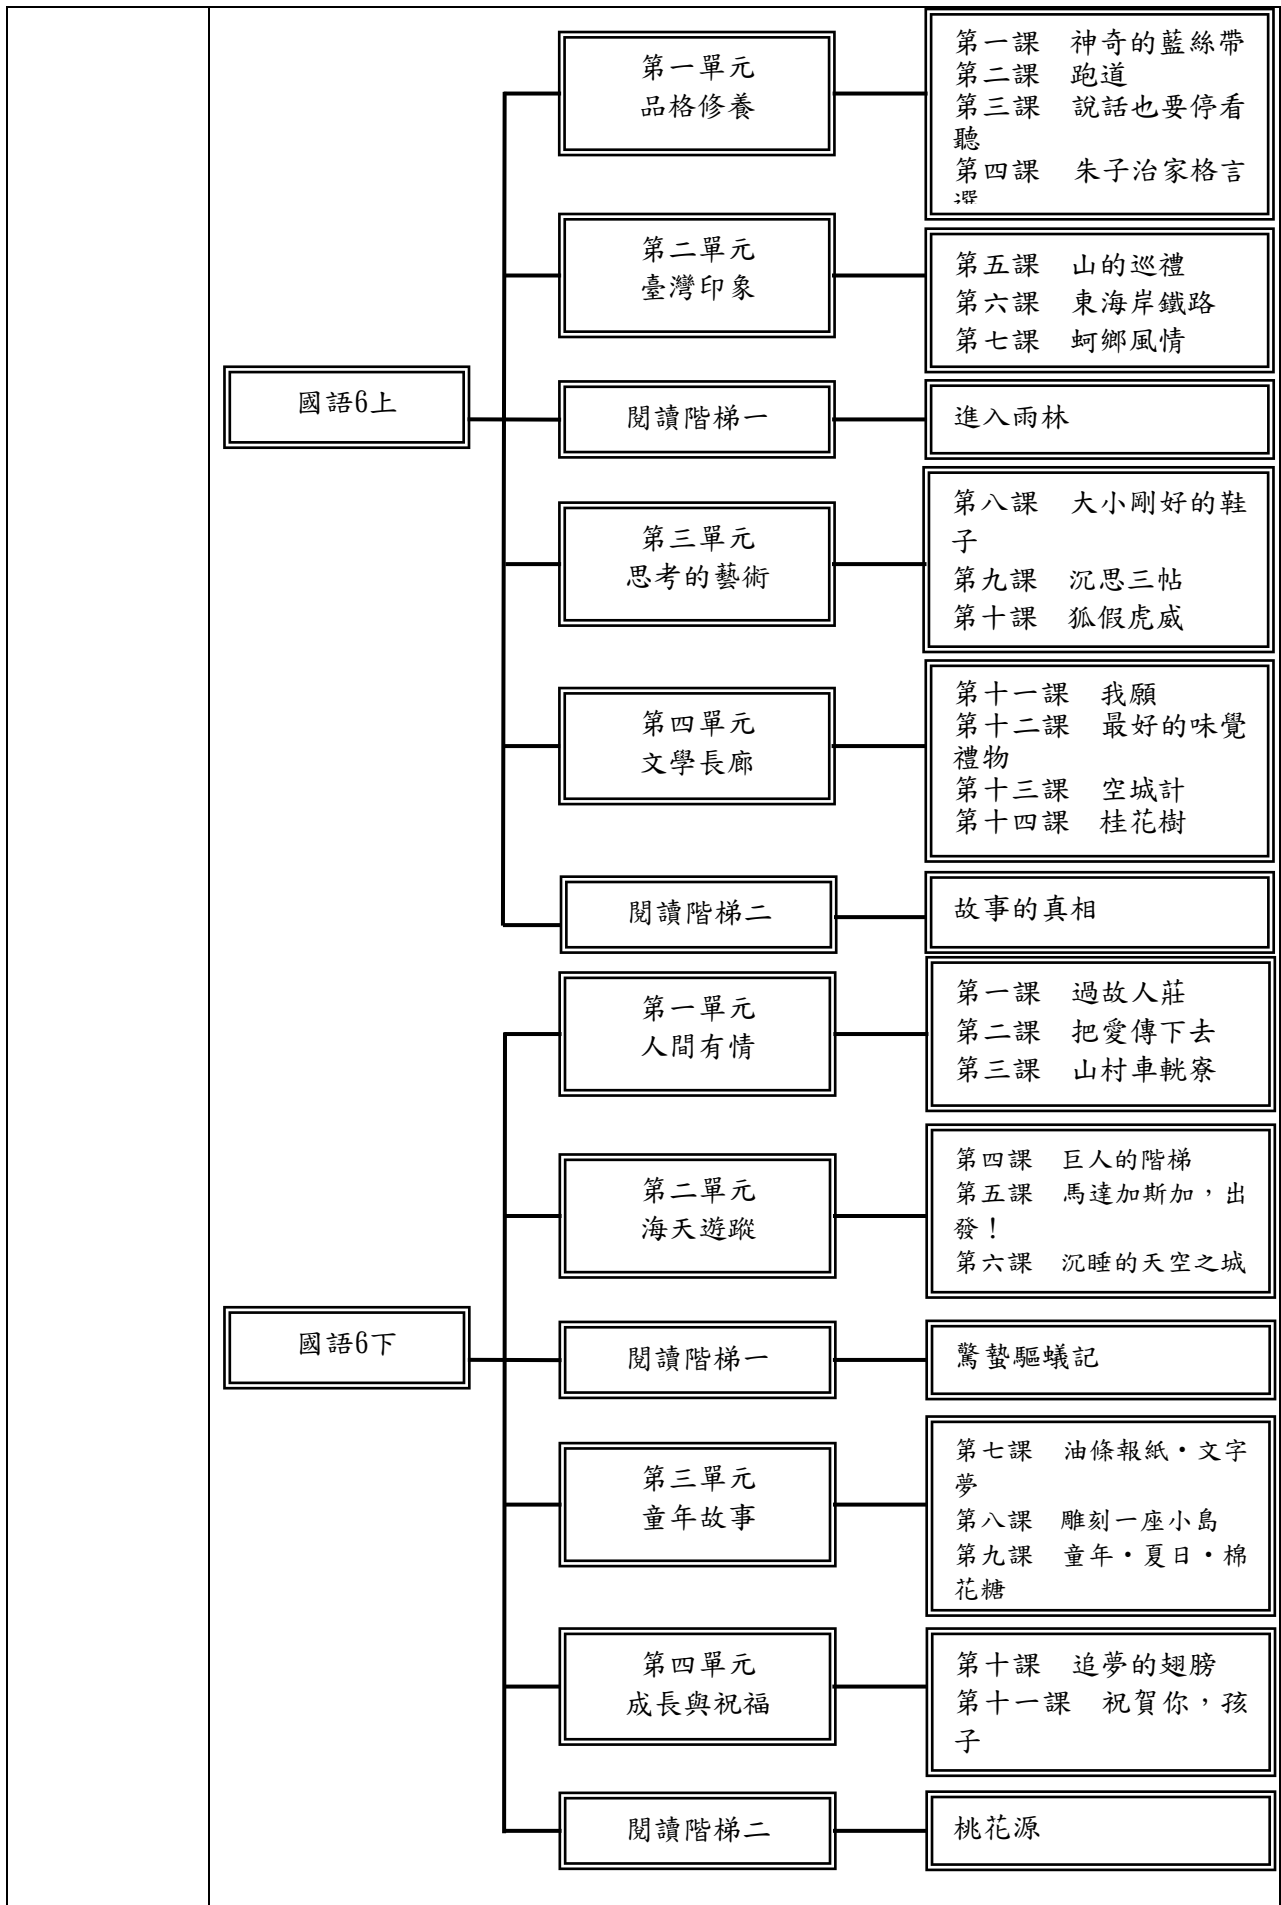 國語6上
第一單元
品格修養
第一課　神奇的藍絲帶
第二課　跑道
第三課　說話也要停看
聽
第四課　朱子治家格言
選
第二單元
臺灣印象
第五課　山的巡禮
第六課　東海岸鐵路
第七課　蚵鄉風情
閱讀階梯一
進入雨林
第三單元
思考的藝術
第八課　大小剛好的鞋
子
第九課　沉思三帖
第十課　狐假虎威
第四單元
文學長廊
第十一課　我願
第十二課　最好的味覺
禮物
第十三課　空城計
第十四課　桂花樹
閱讀階梯二
故事的真相
國語6下
第一單元
人間有情
第一課　過故人莊
第二課　把愛傳下去
第三課　山村車輄寮
第二單元
海天遊蹤
第四課　巨人的階梯
第五課　馬達加斯加，出
發！
第六課　沉睡的天空之城
閱讀階梯一
驚蟄驅蟻記
第三單元
童年故事
第七課　油條報紙·文字
夢
第八課　雕刻一座小島
第九課　童年·夏日·棉
花糖
第四單元
成長與祝福
第十課　追夢的翅膀
第十一課　祝賀你，孩
子
閱讀階梯二
桃花源